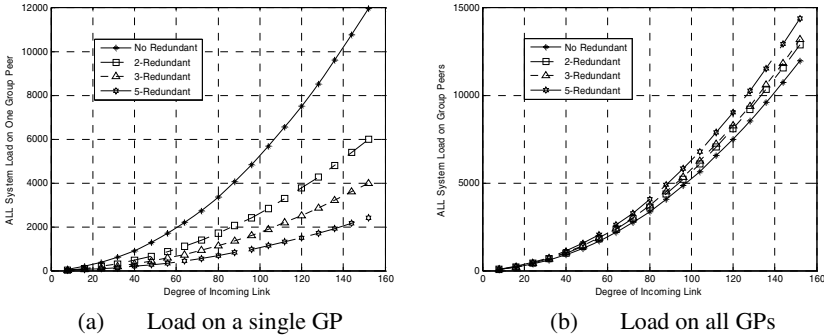 12000
10000
8000
6000
4000
2000
0
0 20 40 60 80 100 120 140 160
ALL System Load on One Group Peer
Degree of Incoming Link
No Redundant
2-Redundant
3-Redundant
5-Redundant
(a) Load on a single GP
15000
10000
5000
0
0 20 40 60 80 100 120 140 160
ALL System Load on Group Peers
Degree of Incoming Link
No Redundant
2-Redundant
3-Redundant
5-Redundant
(b) Load on all GPs